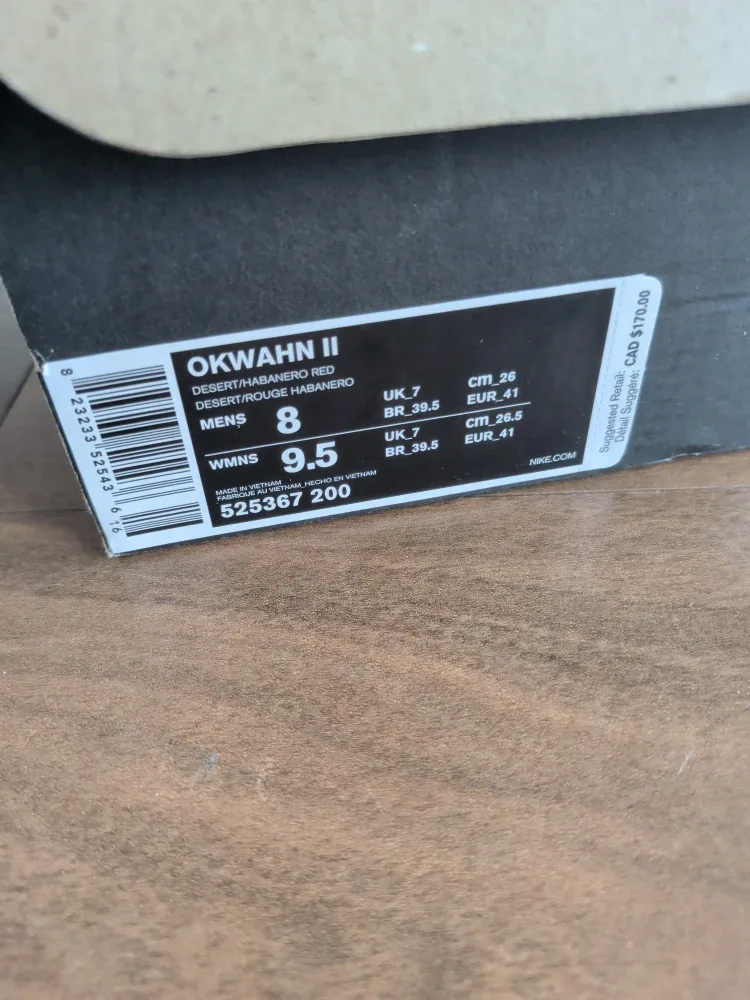 OKWAHN II
DESERT/HABANERO RED
DESERT/ROUGE HABANERO
MENS 8 UK_7 cm_26
BR_39.5 EUR_41
WMNS 9.5 UK_7 cm_26.5
BR_39.5 EUR_41
MADE IN VIETNAM
FABRIQUE AU VIETNAM_HECHO EN VIETNAM
525367 200
NIKE.COM
8 23233 52543 6 16
Suggested Retail: CAD $170.00
Détail Suggéré: